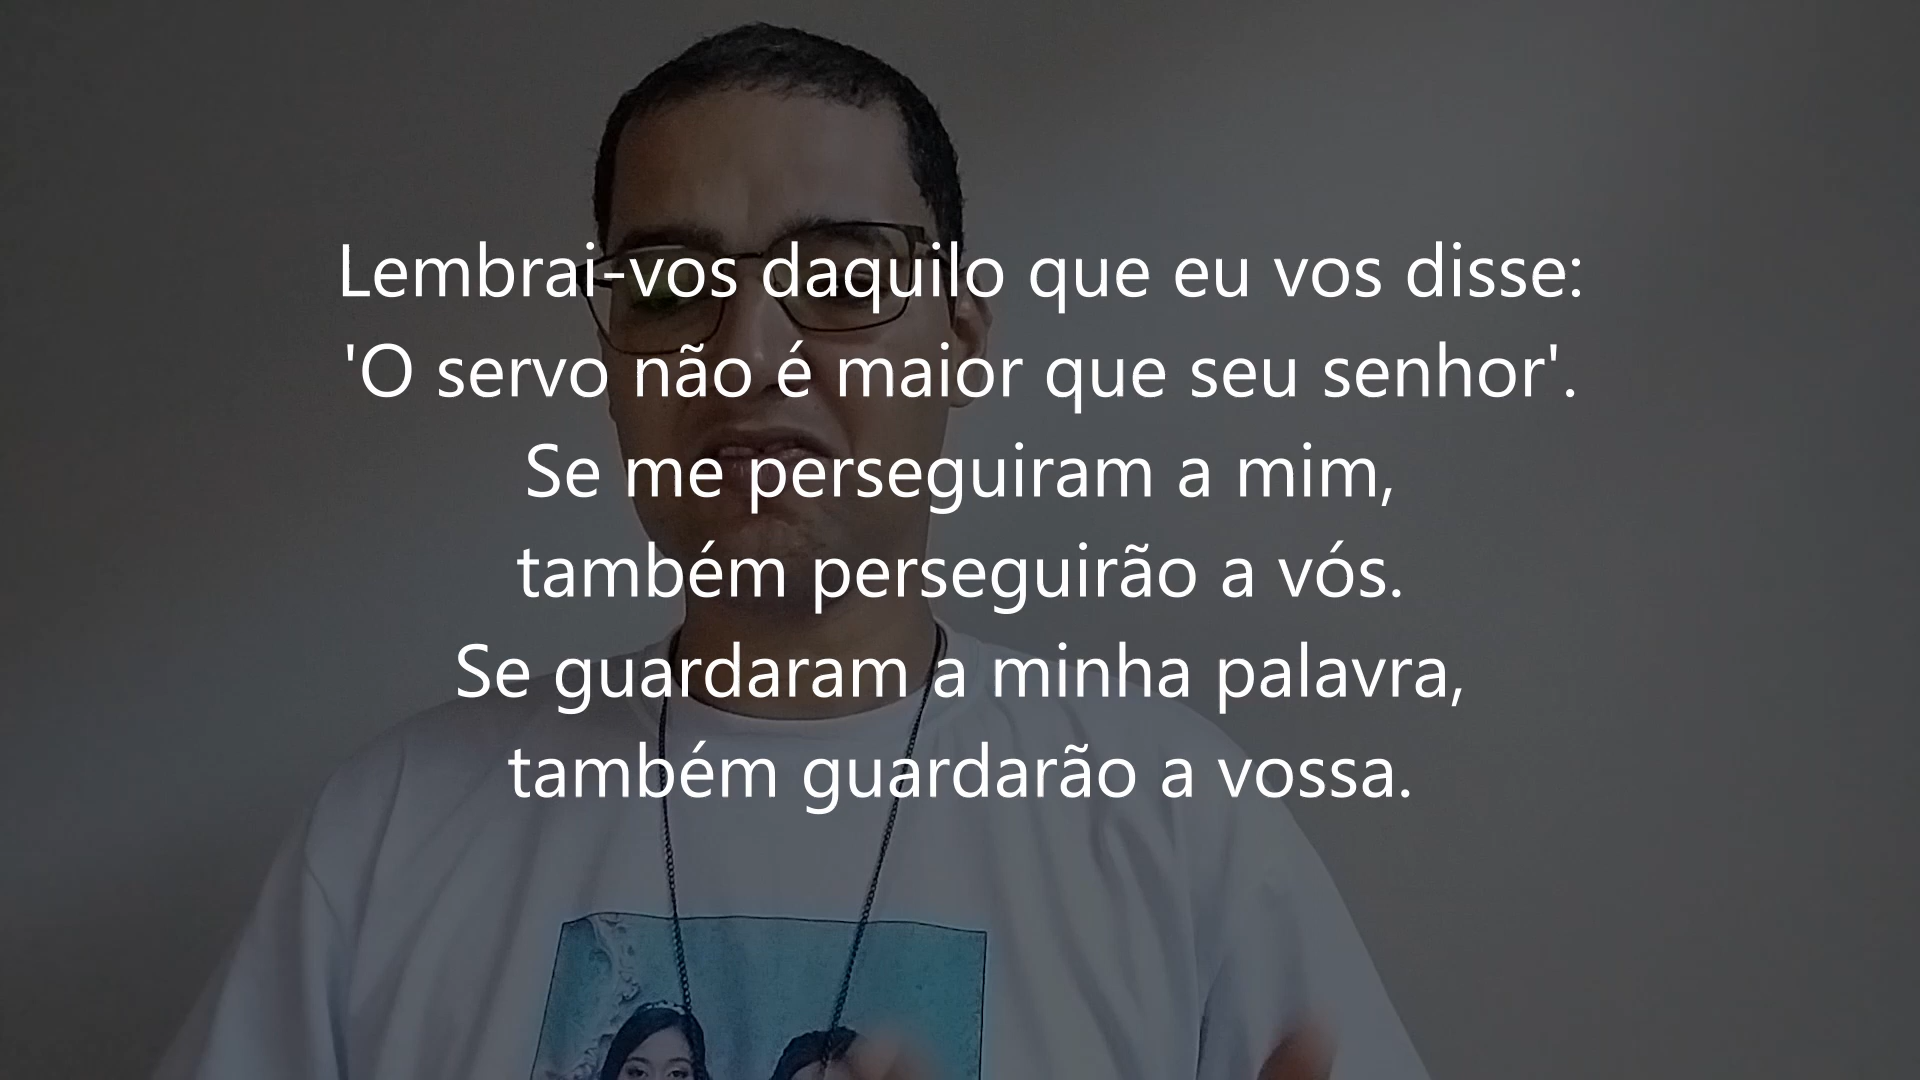 Lembrai-vos daquilo que eu vos disse:
'O servo não é maior que seu senhor'.
Se me perseguiram a mim,
também perseguirão a vós.
Se guardaram a minha palavra,
também guardarão a vossa.